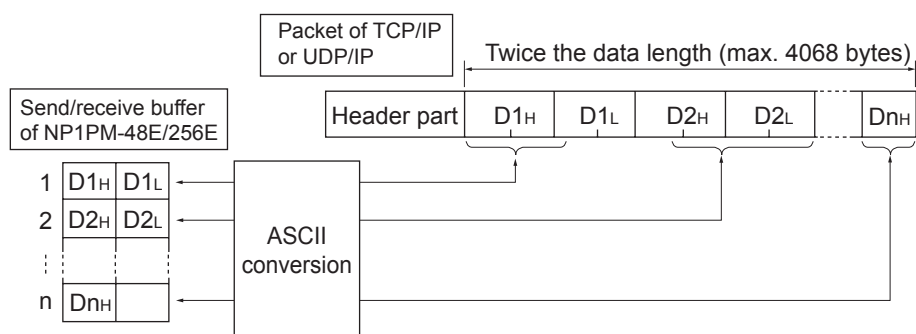 Packet of TCP/IP
or UDP/IP
Twice the data length (max. 4068 bytes)
Send/receive buffer
of NP1PM-48E/256E
Header part D1H D1L D2H D2L DnH
1 D1H D1L
2 D2H D2L
n DnH
ASCII
conversion